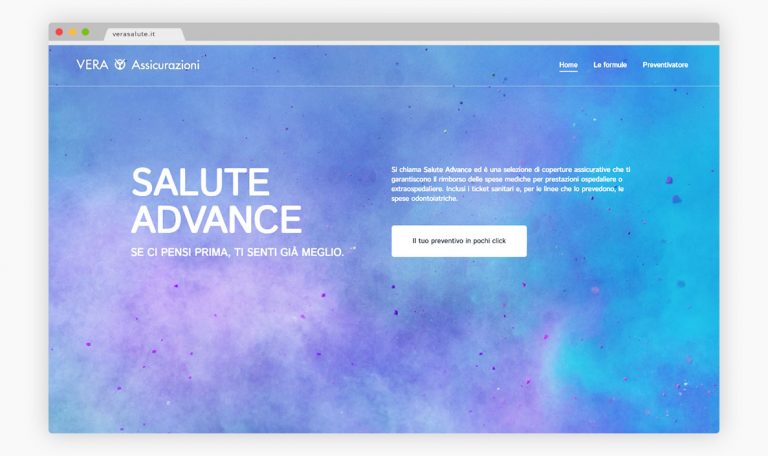 verasalute.it
VERA Assicurazioni
Home Le formule Preventivatore
SALUTE
ADVANCE
SE CI PENSI PRIMA, TI SENTI GIÀ MEGLIO.
Si chiama Salute Advance ed è una selezione di coperture assicurative che ti
garantiscono il rimborso delle spese mediche per prestazioni ospedaliere o
extraospedaliere. Inclusi i ticket sanitari e, per le linee che lo prevedono, le
spese odontoiatriche.
Il tuo preventivo in pochi click